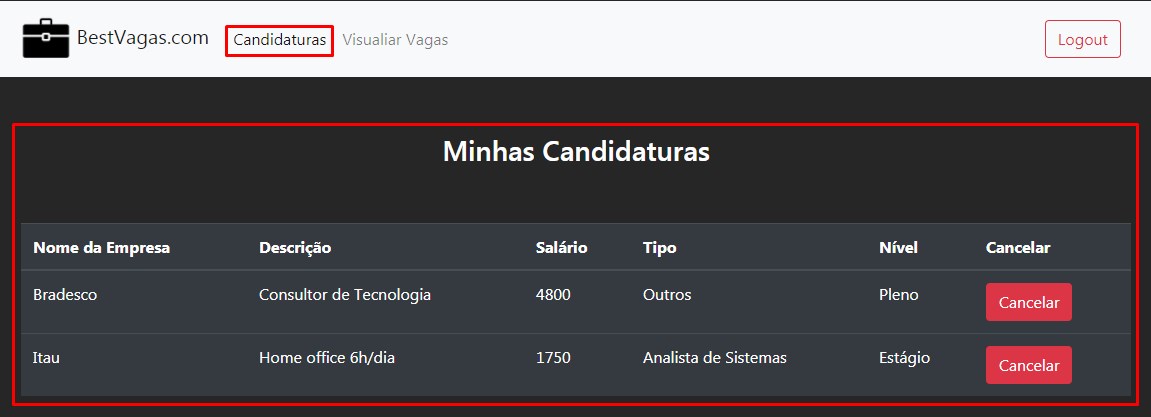 BestVagas.com Candidaturas Visualiar Vagas Logout
Minhas Candidaturas
Nome da Empresa Descrição Salário Tipo Nível Cancelar
Bradesco Consultor de Tecnologia 4800 Outros Pleno Cancelar
Itau Home office 6h/dia 1750 Analista de Sistemas Estágio Cancelar